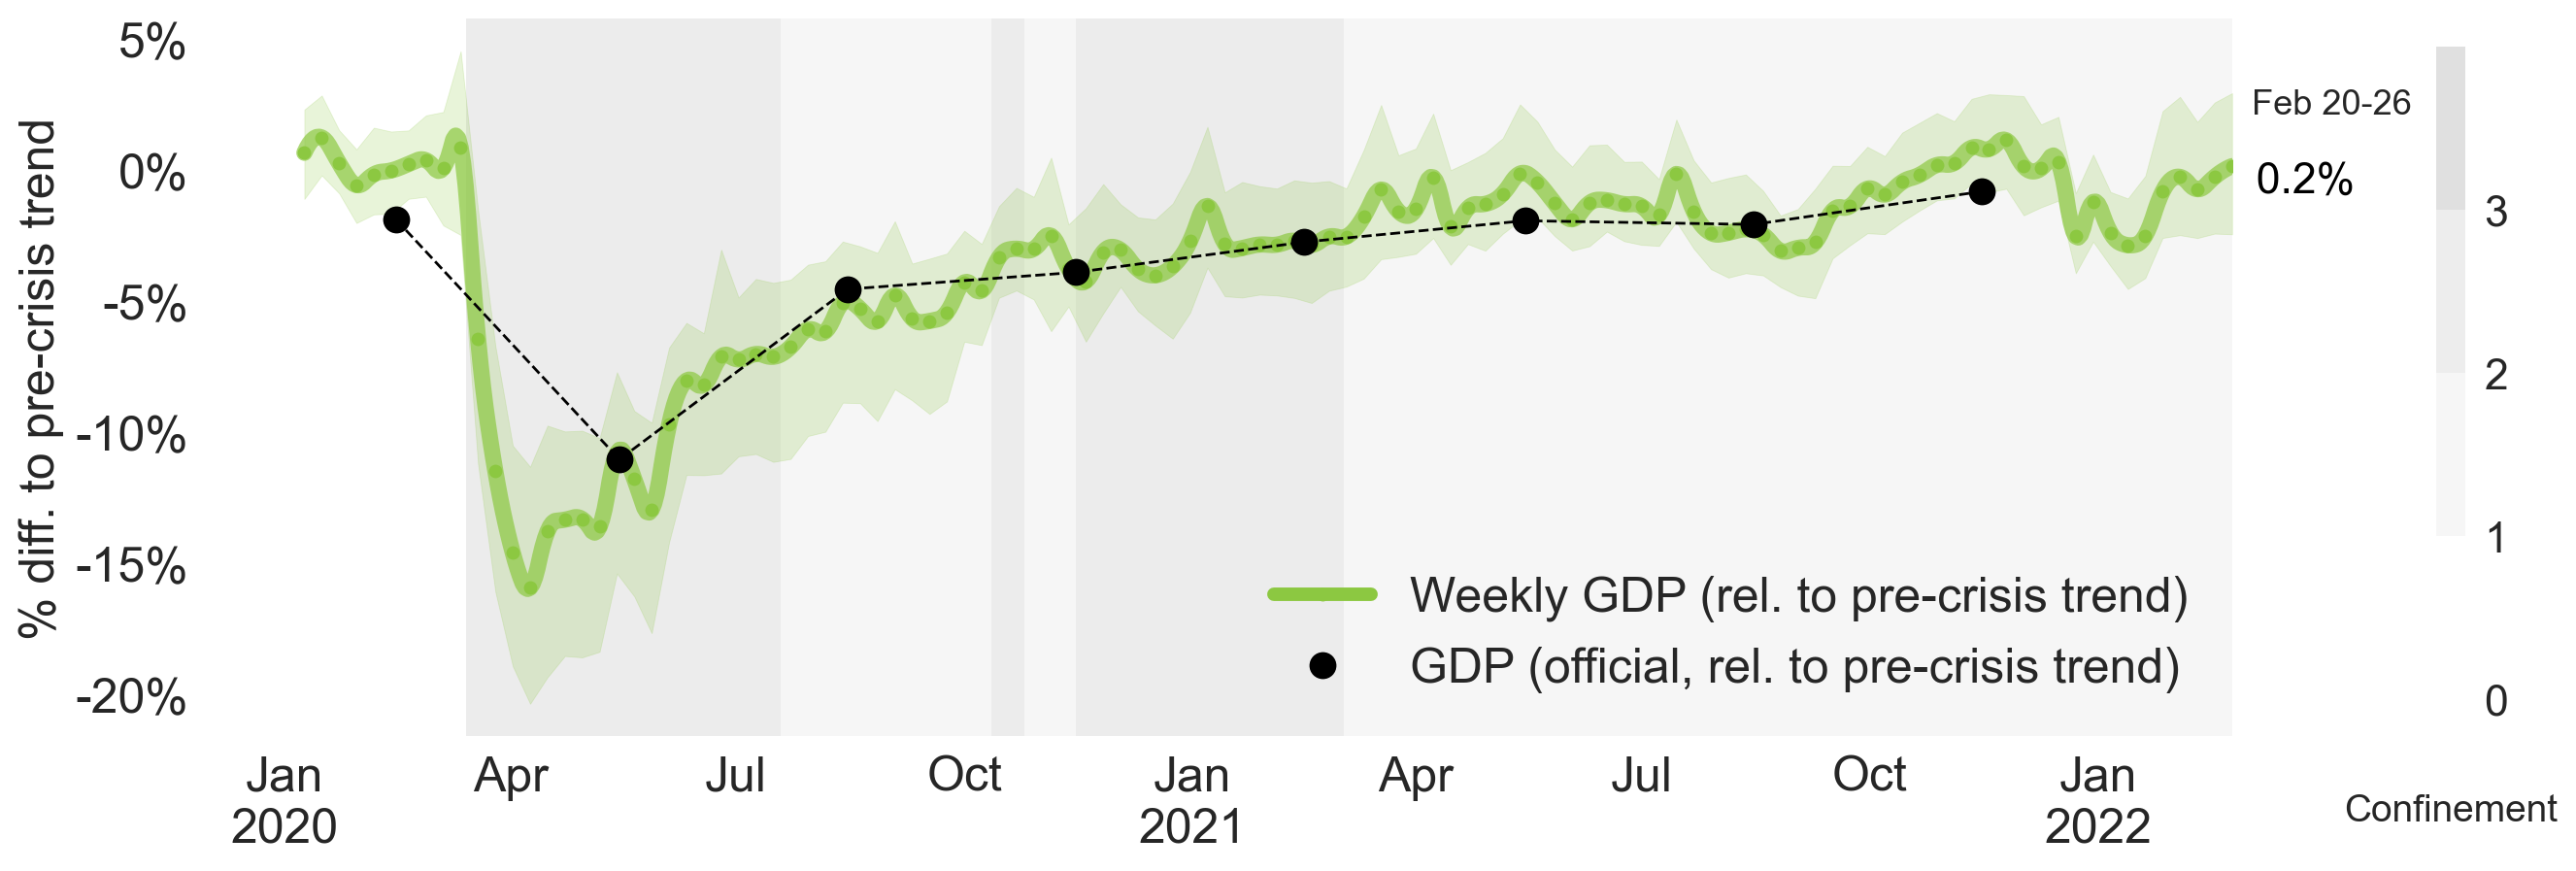 % diff. to pre-crisis trend
5%
0%
-5%
-10%
-15%
-20%
Jan
2020
Apr
Jul
Oct
Jan
2021
Apr
Jul
Oct
Jan
2022
Weekly GDP (rel. to pre-crisis trend)
GDP (official, rel. to pre-crisis trend)
Feb 20-26
0.2%
3
2
1
0
Confinement